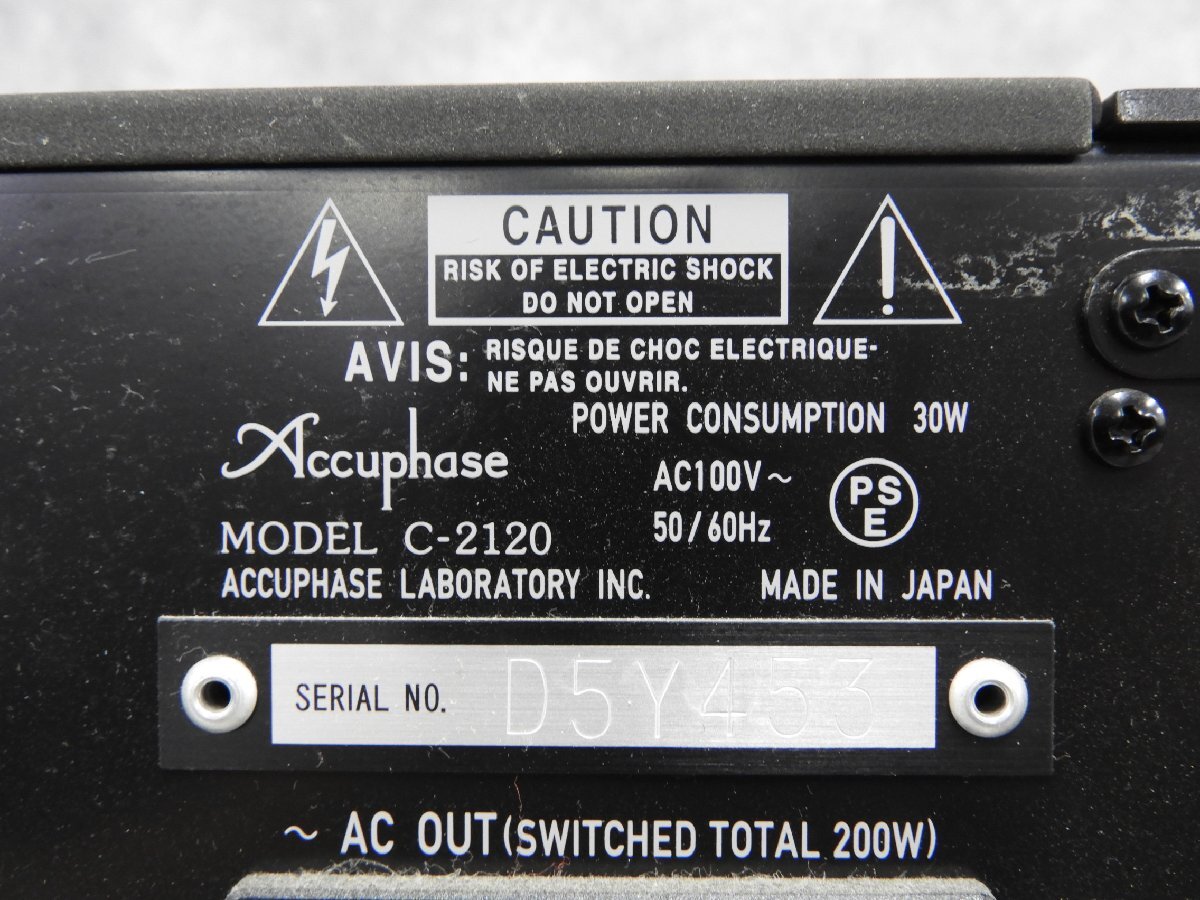 CAUTION
RISK OF ELECTRIC SHOCK
DO NOT OPEN
AVIS: RISQUE DE CHOC ELECTRIQUE-
NE PAS OUVRIR.
POWER CONSUMPTION 30W
Accuphase
AC100V~
50/60Hz
PS
E
MODEL C-2120
ACCUPHASE LABORATORY INC. MADE IN JAPAN
SERIAL NO. D5Y453
~ AC OUT (SWITCHED TOTAL 200W)